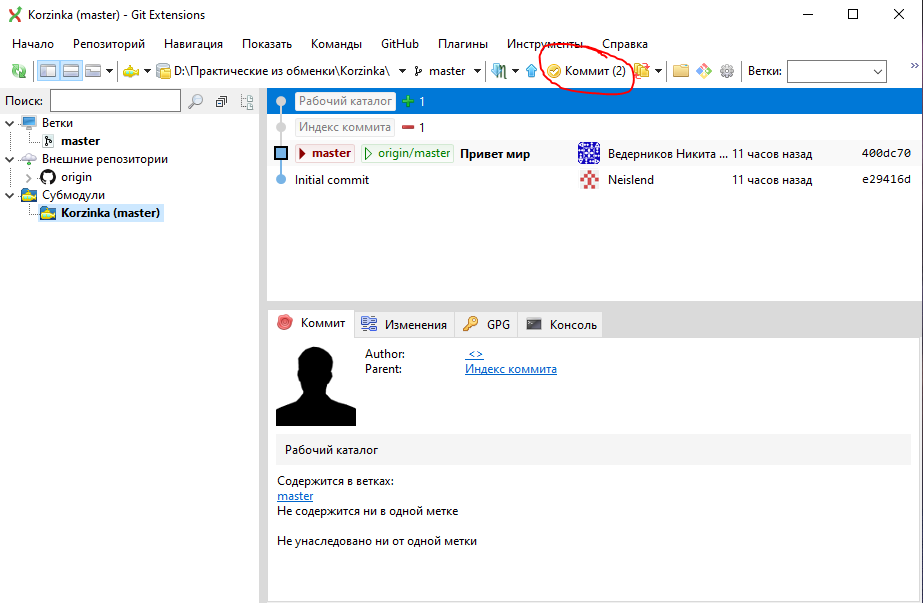 Korzinka (master) - Git Extensions
Начало Репозиторий Навигация Показать Команды GitHub Плагины Инструменты Справка
D:\Практические из обменки\Korzinka\ master Коммит (2) Ветки: »
Поиск:
Ветки
master
Внешние репозитории
origin
Субмодули
Korzinka (master)
Рабочий каталог 1
Индекс коммита 1
master origin/master Привет мир Ведерников Никита ... 11 часов назад 400dc70
Initial commit Neislend 11 часов назад e29416d
Коммит Изменения GPG Консоль
Author: <>
Parent: Индекс коммита
Рабочий каталог
Содержится в ветках:
master
Не содержится ни в одной метке
Не унаследовано ни от одной метки